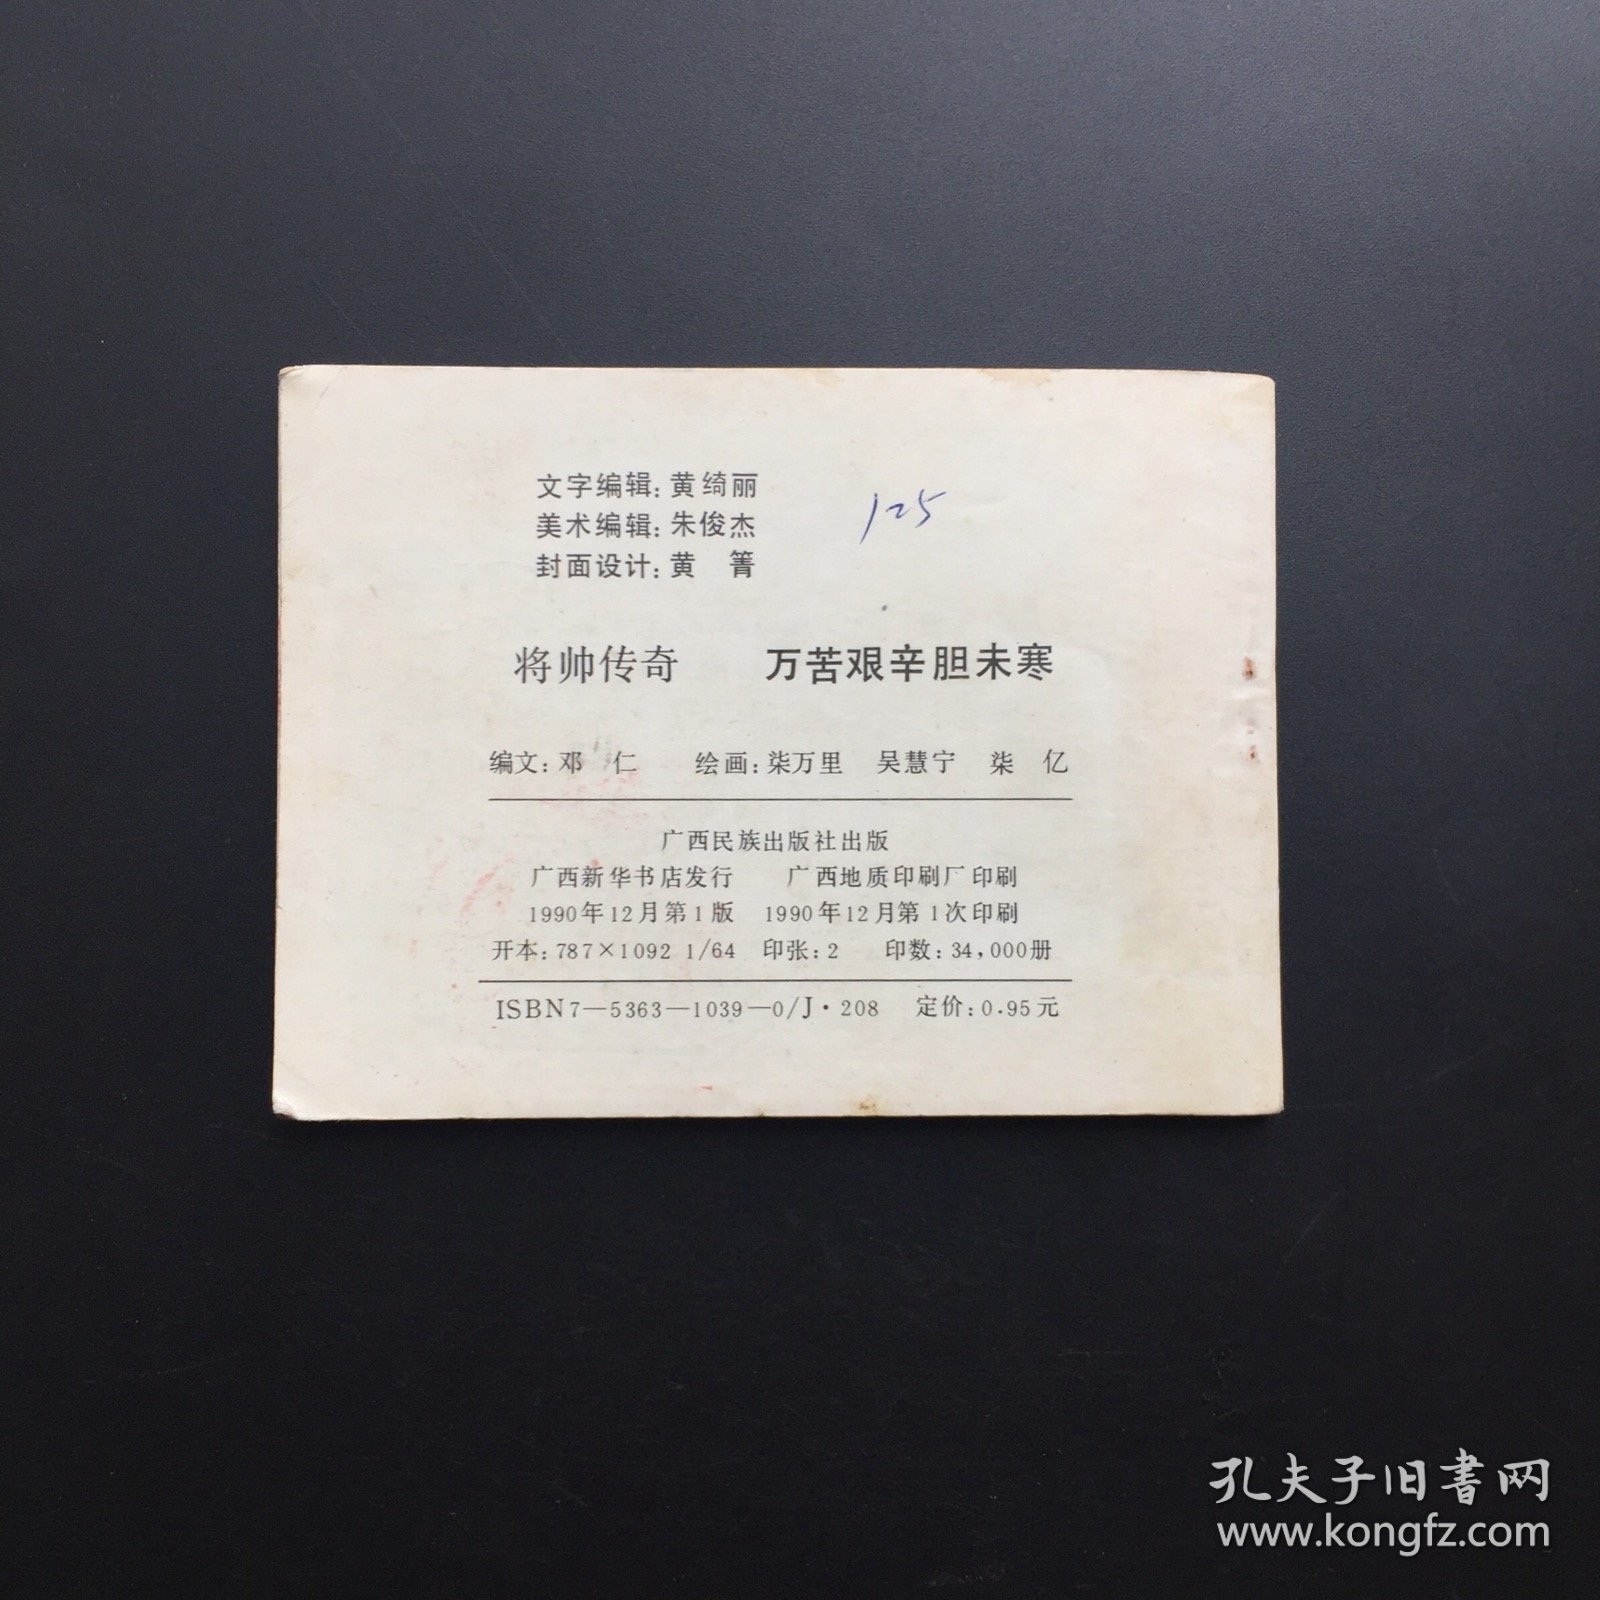 文字编辑：黄绮丽
美术编辑：朱俊杰
封面设计：黄　箐
125
将帅传奇　　万苦艰辛胆未寒
编文：邓　仁　　绘画：柒万里　吴慧宁　柒　亿
广西民族出版社出版
广西新华书店发行　　广西地质印刷厂印刷
1990年12月第1版　1990年12月第1次印刷
开本：787×1092 1/64　印张：2　印数：34,000册
ISBN7—5363—1039—0/J·208　定价：0.95元
孔夫子旧书网
www.kongfz.com